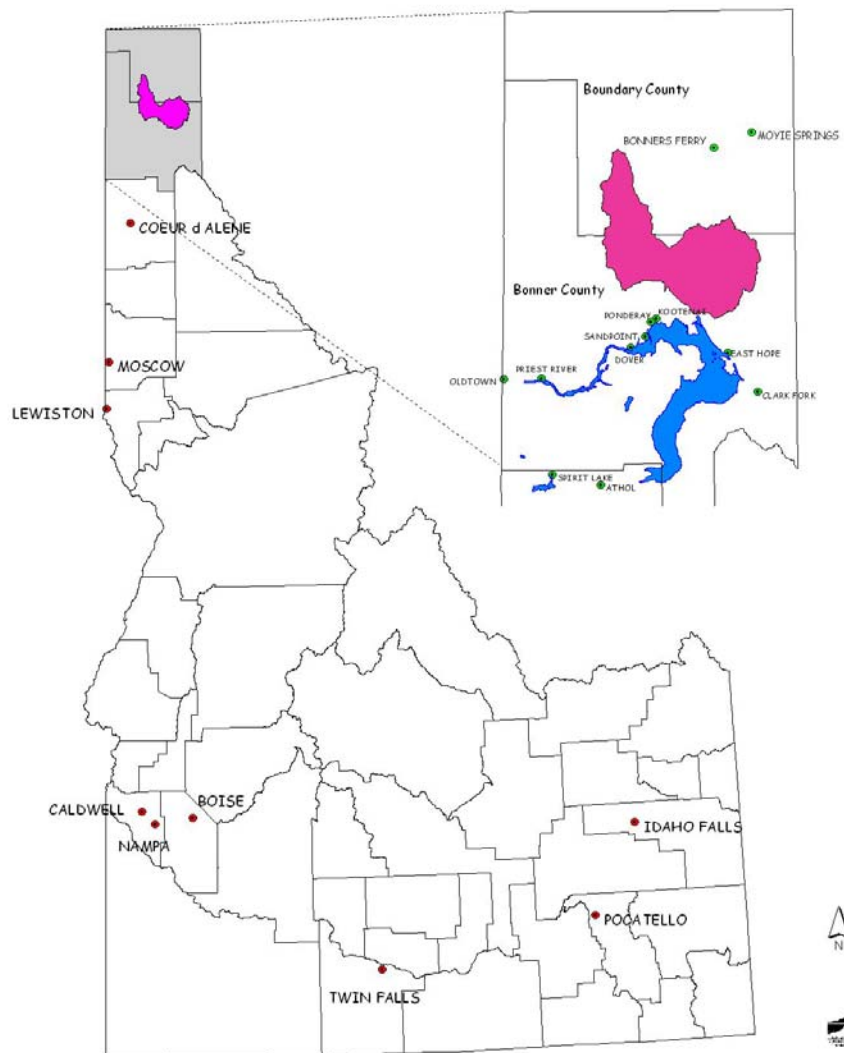 Boundary County
BONNERS FERRY
MOYIE SPRINGS
COEUR d ALENE
Bonner County
PONDERAY
KOOTENAI
SANDPOINT
DOVER
EAST HOPE
MOSCOW
OLDTOWN
PRIEST RIVER
CLARK FORK
LEWISTON
SPIRIT LAKE
ATHOL
CALDWELL
BOISE
NAMPA
IDAHO FALLS
POCATELLO
N
TWIN FALLS